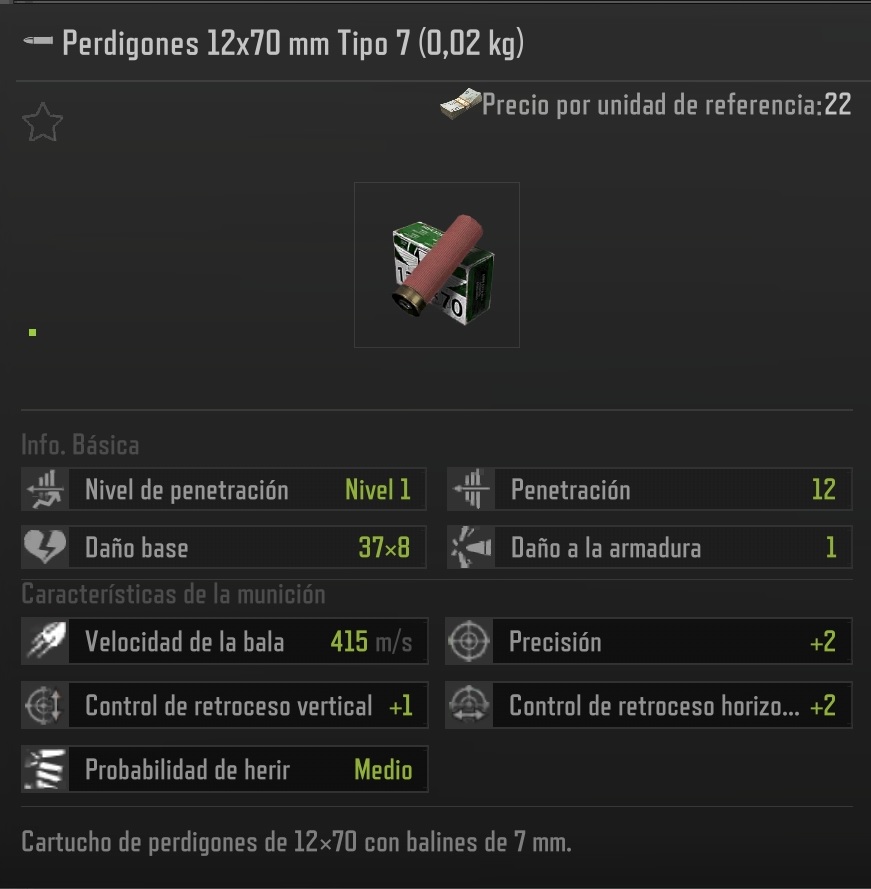 Perdigones 12x70 mm Tipo 7 (0,02 kg)
Precio por unidad de referencia:22
70
Info. Básica
Nivel de penetración Nivel 1
Penetración 12
Daño base 37×8
Daño a la armadura 1
Características de la munición
Velocidad de la bala 415 m/s
Precisión +2
Control de retroceso vertical +1
Control de retroceso horizo... +2
Probabilidad de herir Medio
Cartucho de perdigones de 12×70 con balines de 7 mm.